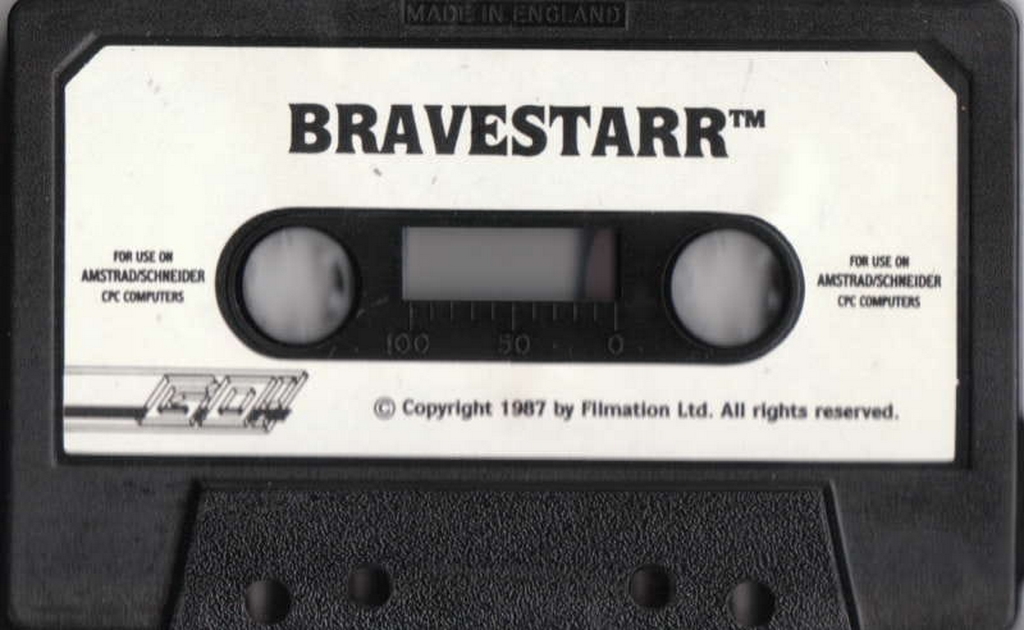 MADE IN ENGLAND
BRAVESTARR™
FOR USE ON
AMSTRAD/SCHNEIDER
CPC COMPUTERS
FOR USE ON
AMSTRAD/SCHNEIDER
CPC COMPUTERS
100 50 0
GO!
© Copyright 1987 by Filmation Ltd. All rights reserved.